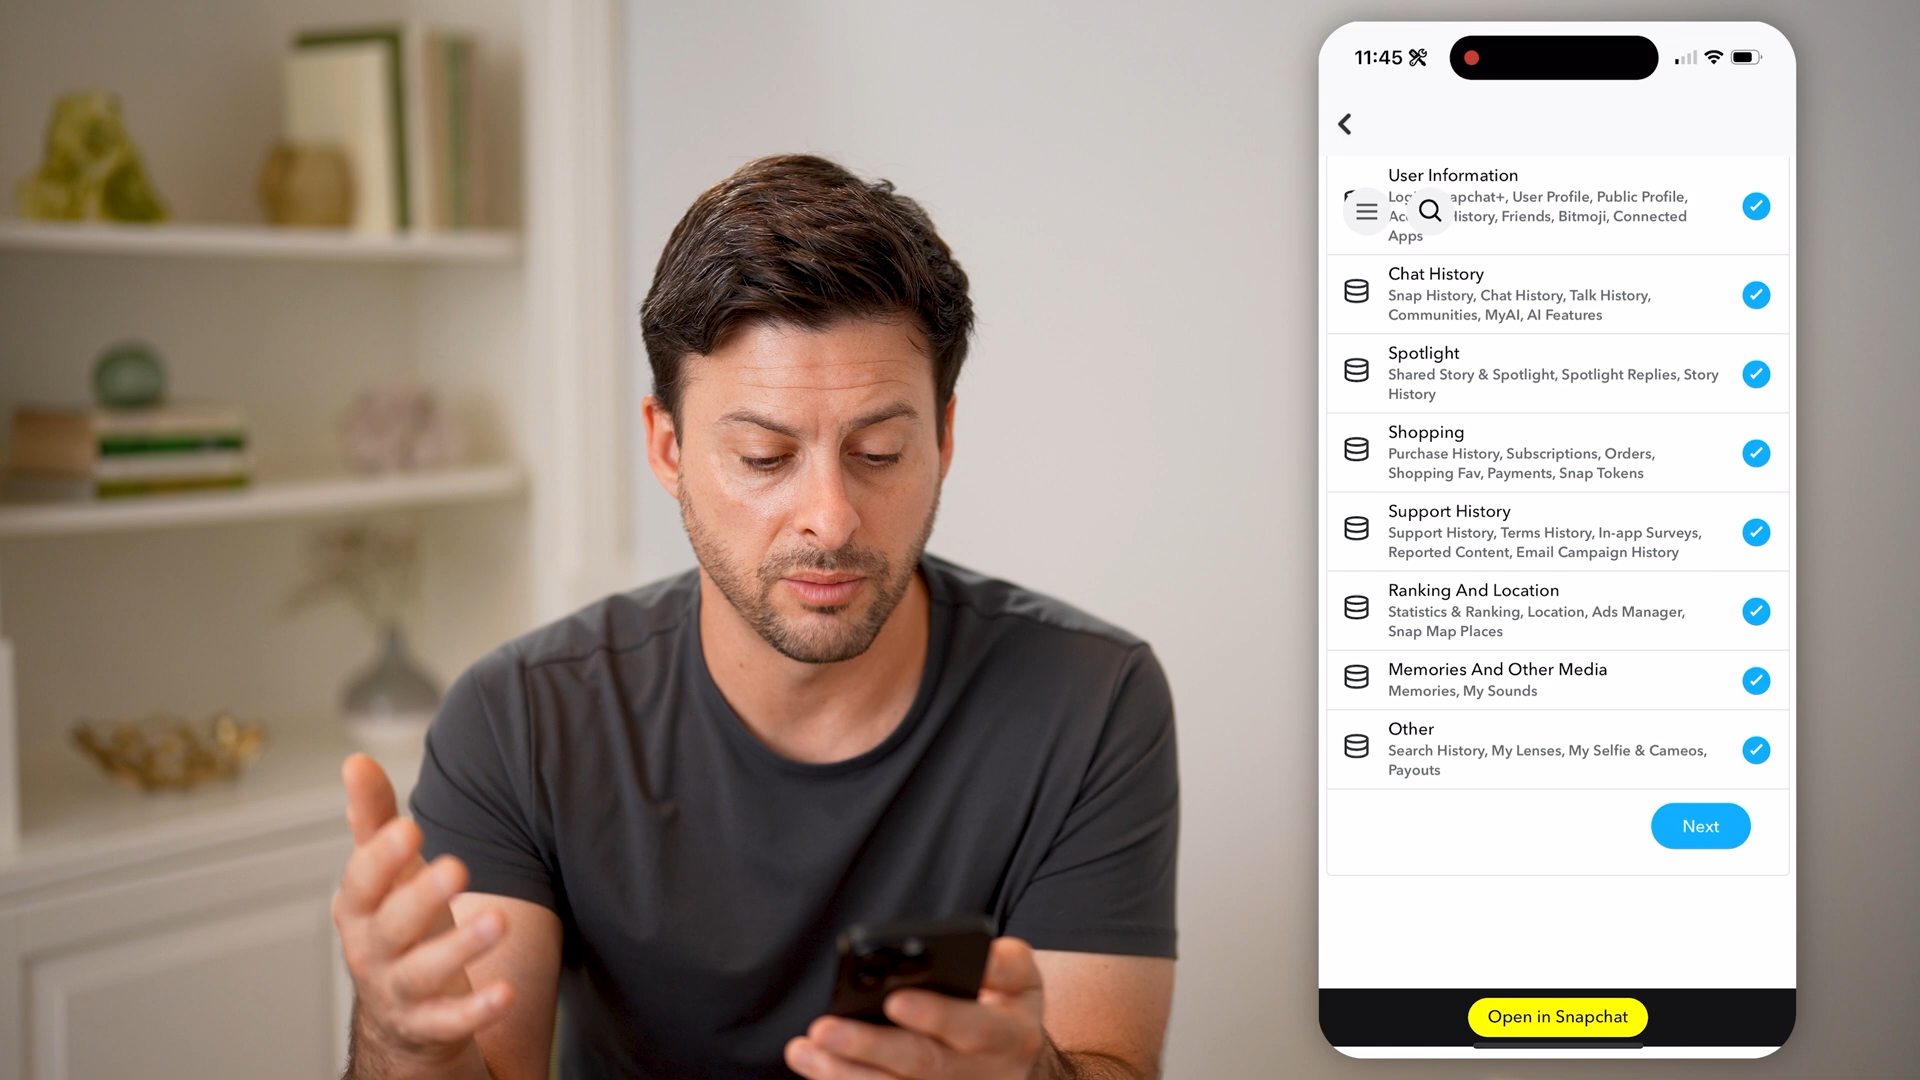 11:45
User Information
Log apchat+, User Profile, Public Profile,
Ac History, Friends, Bitmoji, Connected
Apps
Chat History
Snap History, Chat History, Talk History,
Communities, MyAI, AI Features
Spotlight
Shared Story & Spotlight, Spotlight Replies, Story
History
Shopping
Purchase History, Subscriptions, Orders,
Shopping Fav, Payments, Snap Tokens
Support History
Support History, Terms History, In-app Surveys,
Reported Content, Email Campaign History
Ranking And Location
Statistics & Ranking, Location, Ads Manager,
Snap Map Places
Memories And Other Media
Memories, My Sounds
Other
Search History, My Lenses, My Selfie & Cameos,
Payouts
Next
Open in Snapchat